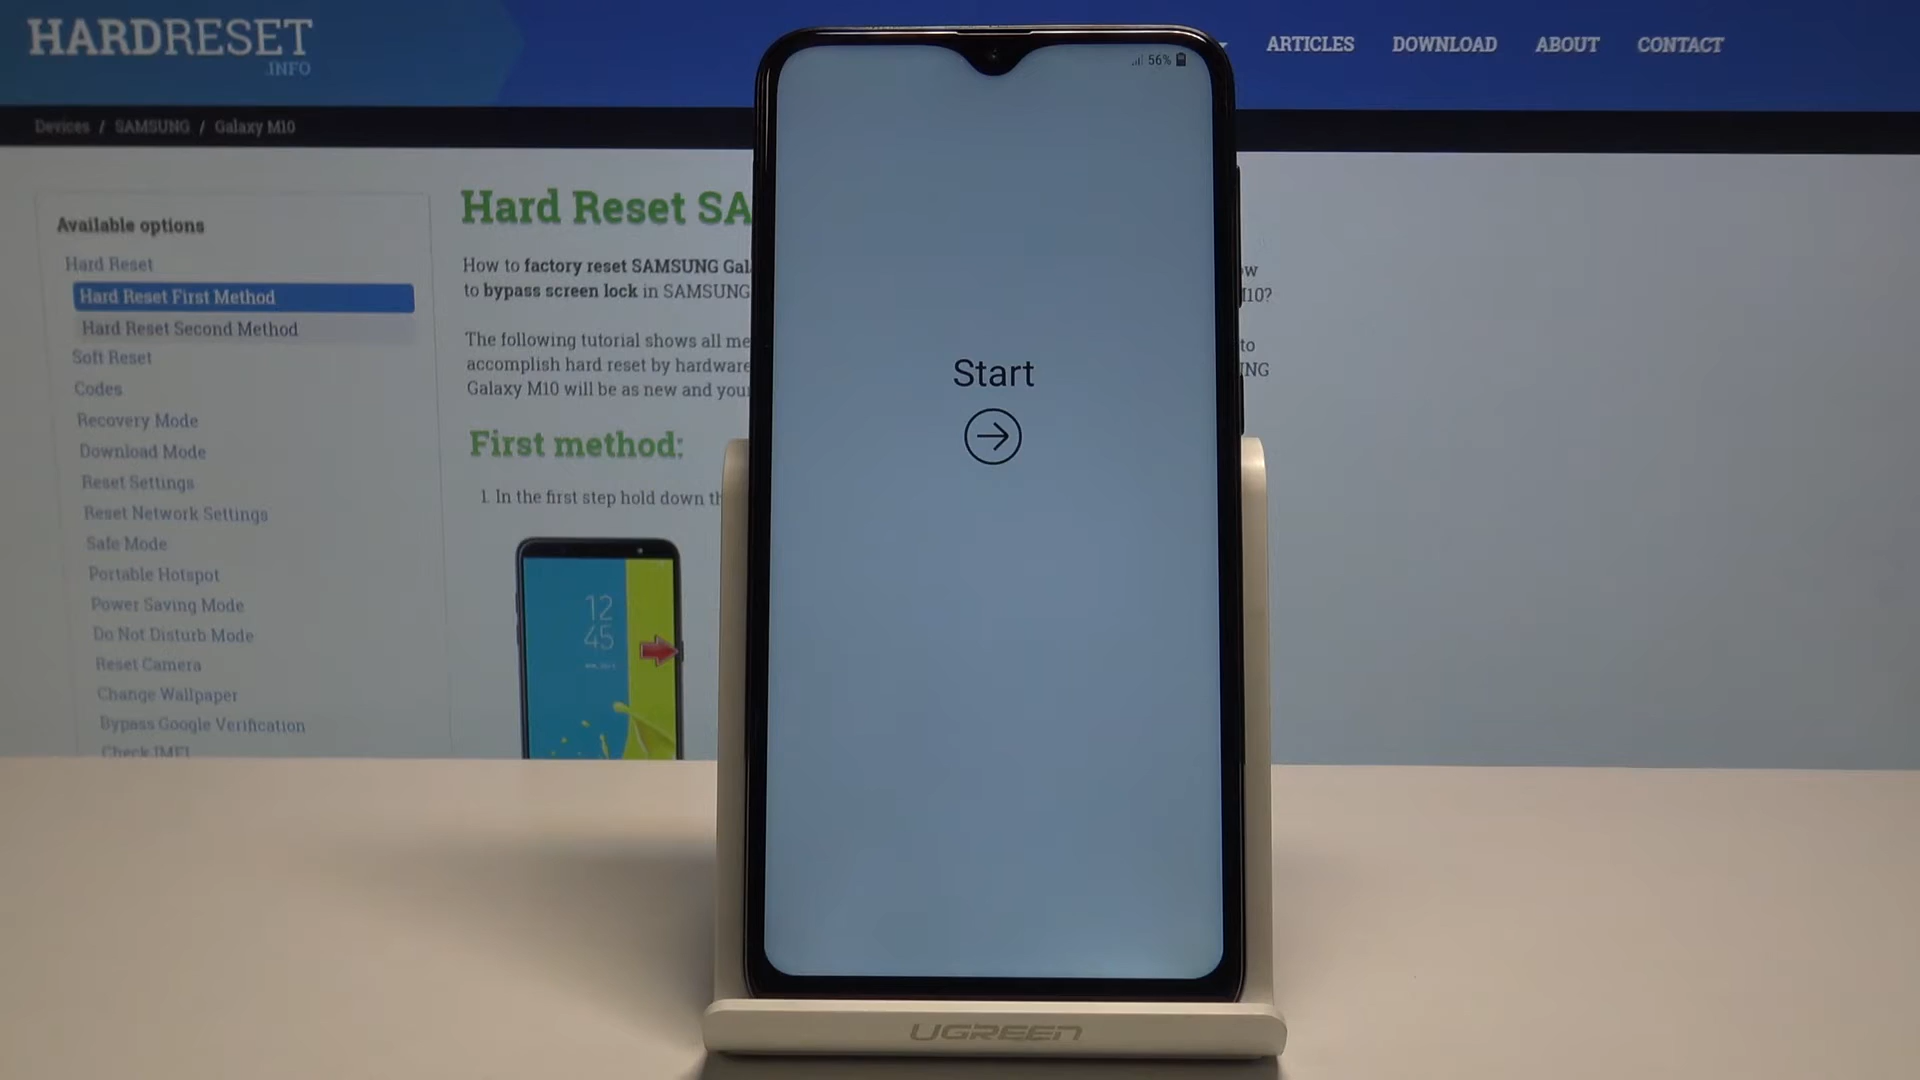 HARDRESET
.INFO
ARTICLES
DOWNLOAD
ABOUT
CONTACT
Devices / SAMSUNG / Galaxy M10
Available options
Hard Reset
Hard Reset First Method
Hard Reset Second Method
Soft Reset
Codes
Recovery Mode
Download Mode
Reset Settings
Reset Network Settings
Safe Mode
Portable Hotspot
Power Saving Mode
Do Not Disturb Mode
Reset Camera
Change Wallpaper
Bypass Google Verification
Check IMEI
Hard Reset SA
How to factory reset SAMSUNG Gal
to bypass screen lock in SAMSUNG
M10?
The following tutorial shows all me
to
accomplish hard reset by hardware
Galaxy M10 will be as new and your
First method:
1. In the first step hold down th
12
45
56%
Start
UGREEN